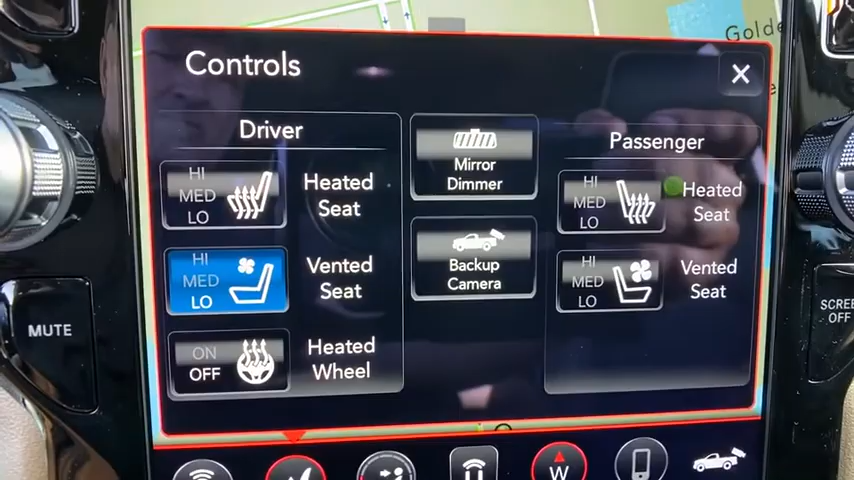 Golde
Controls
X
Driver
HI
MED
LO
Heated
Seat
HI
MED
LO
Vented
Seat
ON
OFF
Heated
Wheel
Mirror
Dimmer
Backup
Camera
Passenger
HI
MED
LO
Heated
Seat
HI
MED
LO
Vented
Seat
MUTE
SCREE
OFF
W